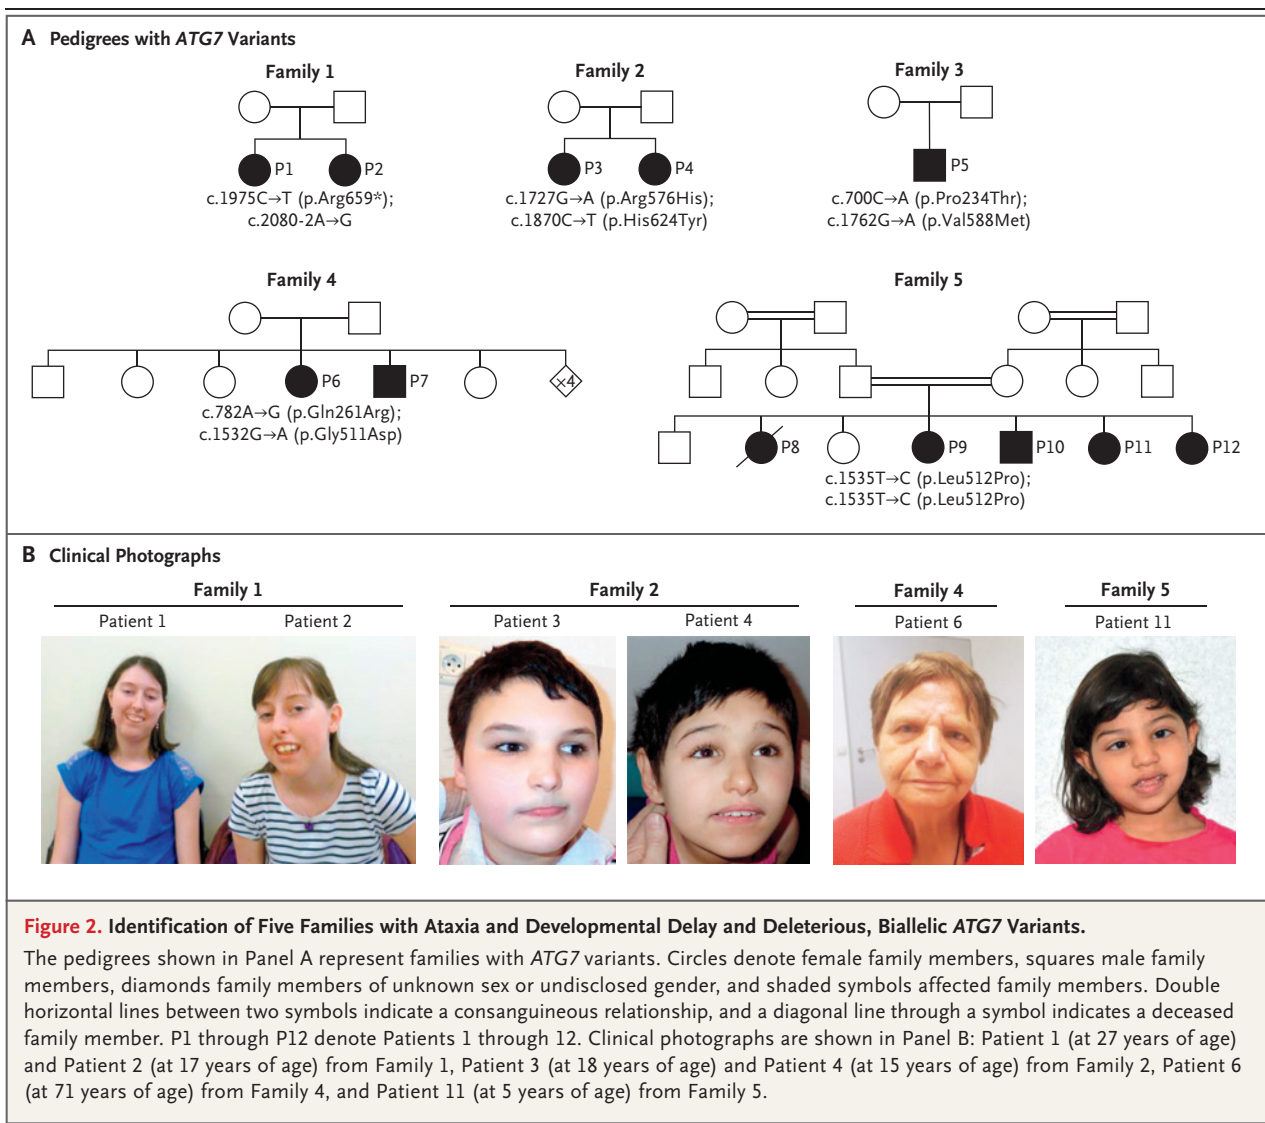 A Pedigrees with ATG7 Variants
Family 1
Family 2
Family 3
P1
P2
P3
P4
P5
c.1975C→T (p.Arg659*);
c.2080-2A→G
c.1727G→A (p.Arg576His);
c.1870C→T (p.His624Tyr)
c.700C→A (p.Pro234Thr);
c.1762G→A (p.Val588Met)
Family 4
Family 5
P6
P7
×4
c.782A→G (p.Gln261Arg);
c.1532G→A (p.Gly511Asp)
P8
P9
P10
P11
P12
c.1535T→C (p.Leu512Pro);
c.1535T→C (p.Leu512Pro)
B Clinical Photographs
Family 1
Family 2
Family 4
Family 5
Patient 1
Patient 2
Patient 3
Patient 4
Patient 6
Patient 11
Figure 2. Identification of Five Families with Ataxia and Developmental Delay and Deleterious, Biallelic ATG7 Variants.
The pedigrees shown in Panel A represent families with ATG7 variants. Circles denote female family members, squares male family
members, diamonds family members of unknown sex or undisclosed gender, and shaded symbols affected family members. Double
horizontal lines between two symbols indicate a consanguineous relationship, and a diagonal line through a symbol indicates a deceased
family member. P1 through P12 denote Patients 1 through 12. Clinical photographs are shown in Panel B: Patient 1 (at 27 years of age)
and Patient 2 (at 17 years of age) from Family 1, Patient 3 (at 18 years of age) and Patient 4 (at 15 years of age) from Family 2, Patient 6
(at 71 years of age) from Family 4, and Patient 11 (at 5 years of age) from Family 5.